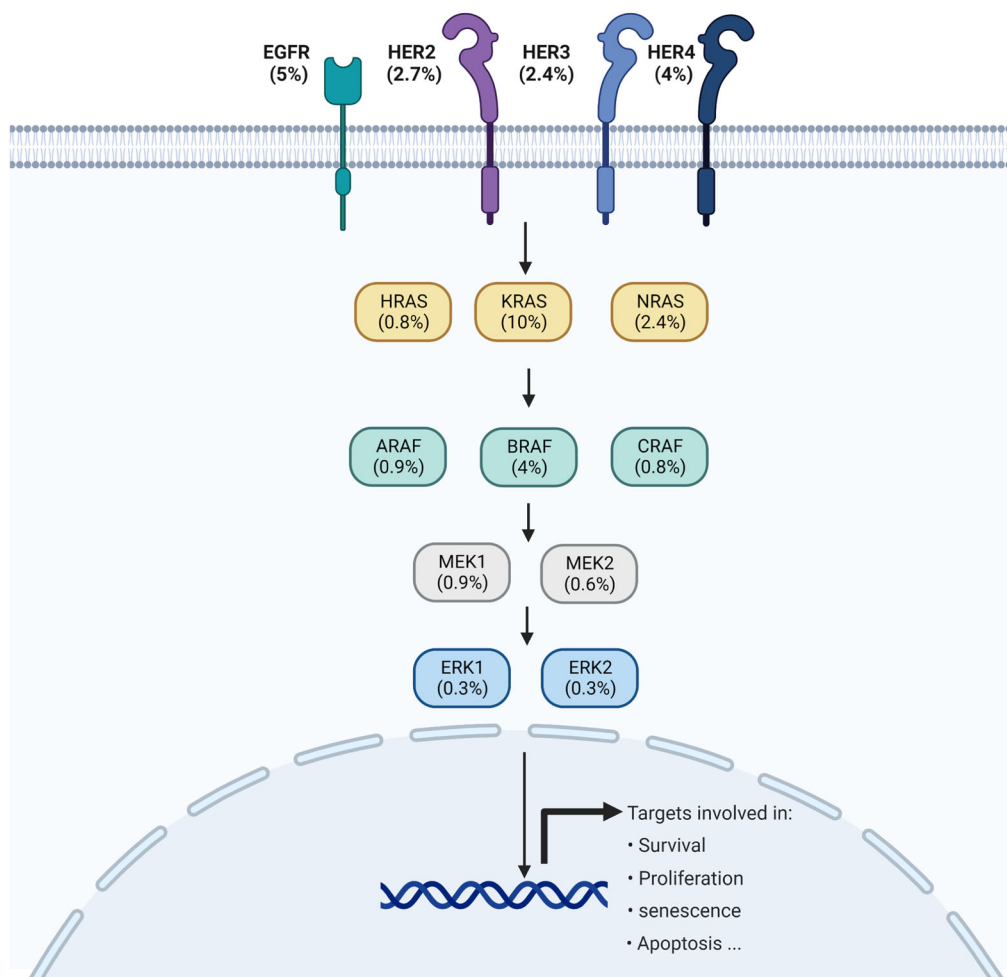 EGFR
(5%)
HER2
(2.7%)
HER3
(2.4%)
HER4
(4%)
HRAS
(0.8%)
KRAS
(10%)
NRAS
(2.4%)
ARAF
(0.9%)
BRAF
(4%)
CRAF
(0.8%)
MEK1
(0.9%)
MEK2
(0.6%)
ERK1
(0.3%)
ERK2
(0.3%)
Targets involved in:
• Survival
• Proliferation
• senescence
• Apoptosis ...